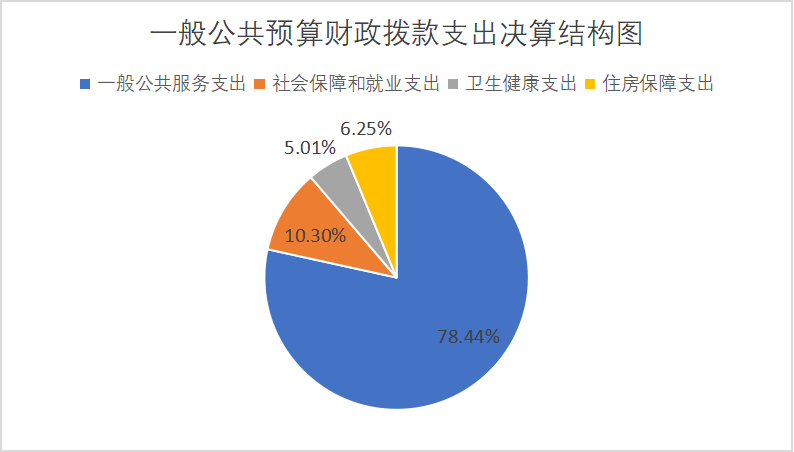 一般公共预算财政拨款支出决算结构图
一般公共服务支出 社会保障和就业支出 卫生健康支出 住房保障支出
6.25%
5.01%
10.30%
78.44%